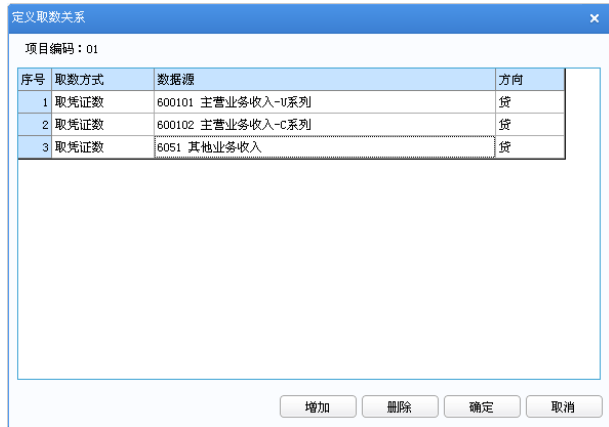 定义取数关系
项目编码：01
序号 取数方式 数据源 方向
1 取凭证数 600101 主营业务收入-U系列 贷
2 取凭证数 600102 主营业务收入-C系列 贷
3 取凭证数 6051 其他业务收入 贷
增加 删除 确定 取消